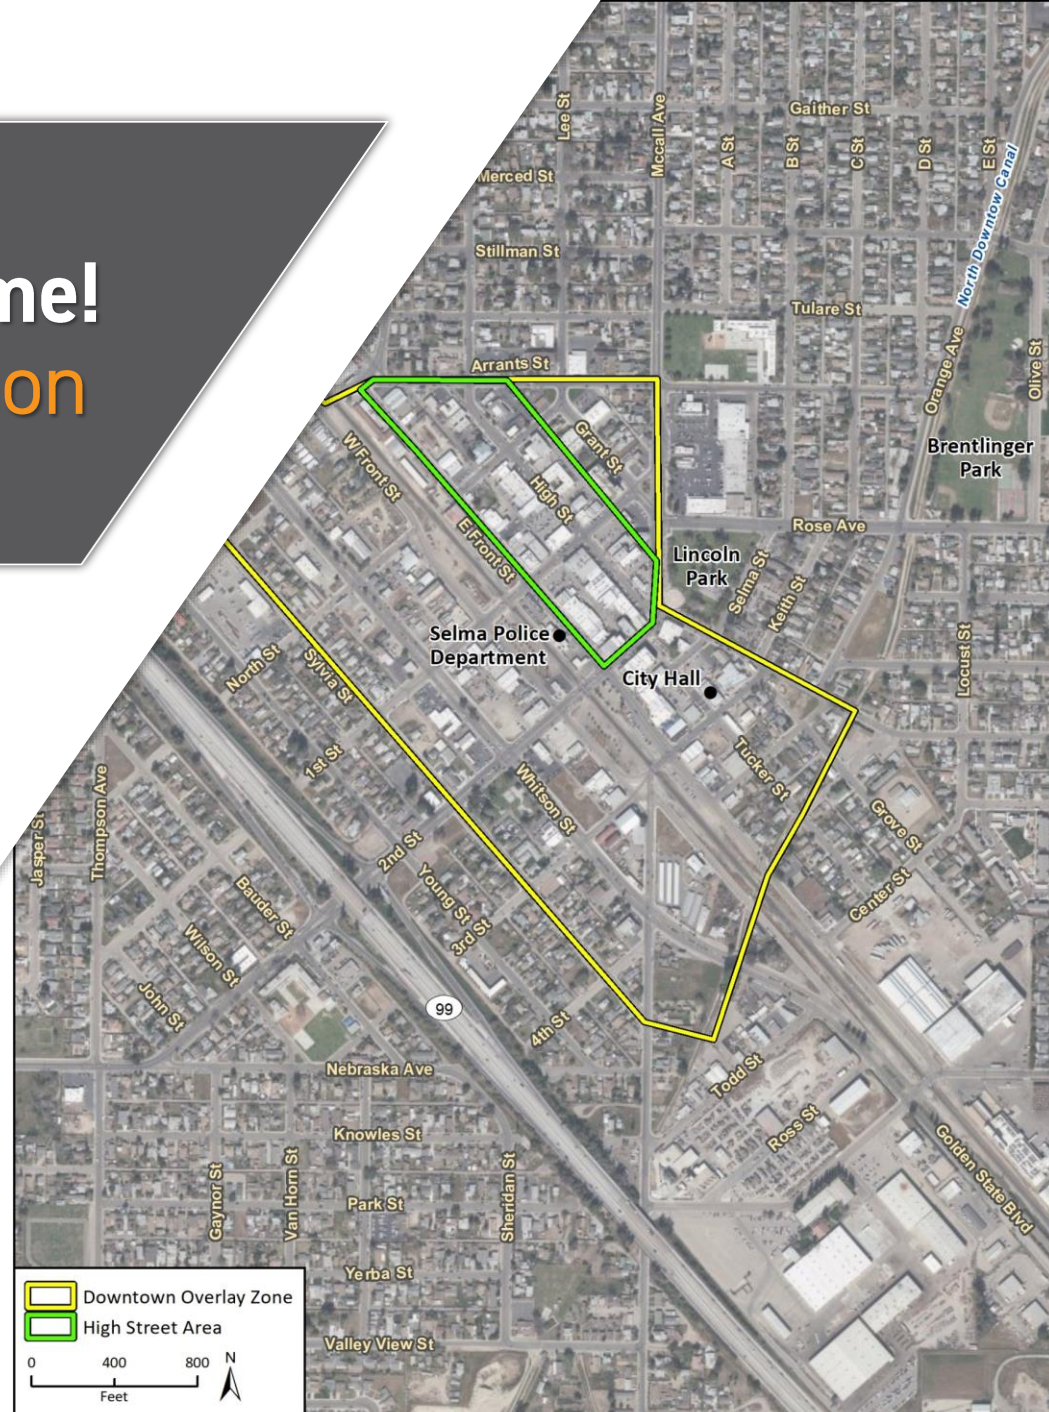 me!
on
Lee St
Mccall Ave
Gaither St
A St
B St
C St
D St
E St
North Downtow Canal
Merced St
Stillman St
Tulare St
Arrants St
Orange Ave
Olive St
Brentlinger
Park
Grant St
W Front St
High St
E Front St
Rose Ave
Lincoln
Park
Selma St
Keith St
Selma Police
Department
City Hall
Locust St
North St
Sylvia St
1st St
Whitson St
Tucker St
Grove St
Jasper St
Thompson Ave
2nd St
Young St
3rd St
Center St
Bauder St
Wilson St
John St
99
4th St
Nebraska Ave
Todd St
Ross St
Golden State Blvd
Knowles St
Gaynor St
Van Horn St
Park St
Sheridan St
Yerba St
Valley View St
Downtown Overlay Zone
High Street Area
0 400 800
Feet
N